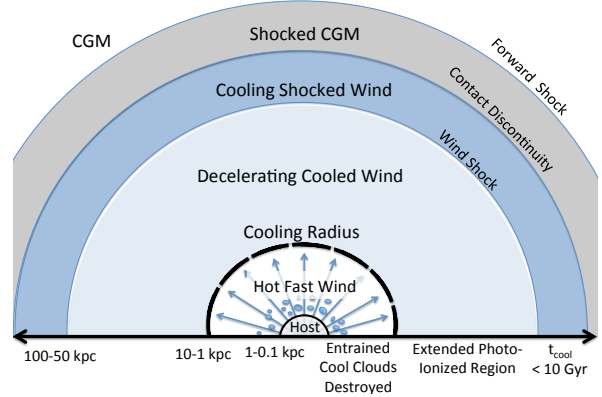 CGM
Shocked CGM
Forward Shock
Cooling Shocked Wind
Contact Discontinuity
Wind Shock
Decelerating Cooled Wind
Cooling Radius
Hot Fast Wind
Host
100-50 kpc
10-1 kpc
1-0.1 kpc
Entrained
Cool Clouds
Destroyed
Extended Photo-
Ionized Region
tcool
< 10 Gyr